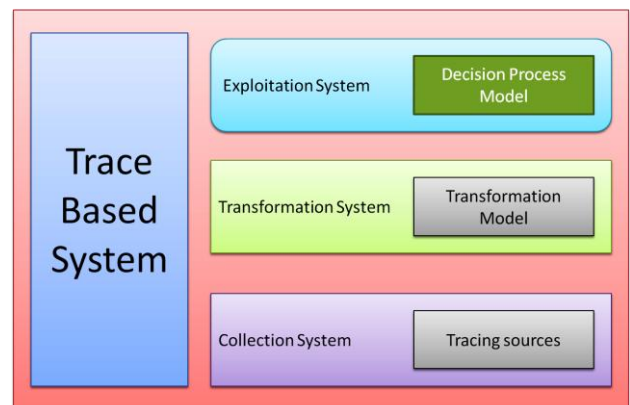 Trace
Based
System
Exploitation System
Decision Process
Model
Transformation System
Transformation
Model
Collection System
Tracing sources